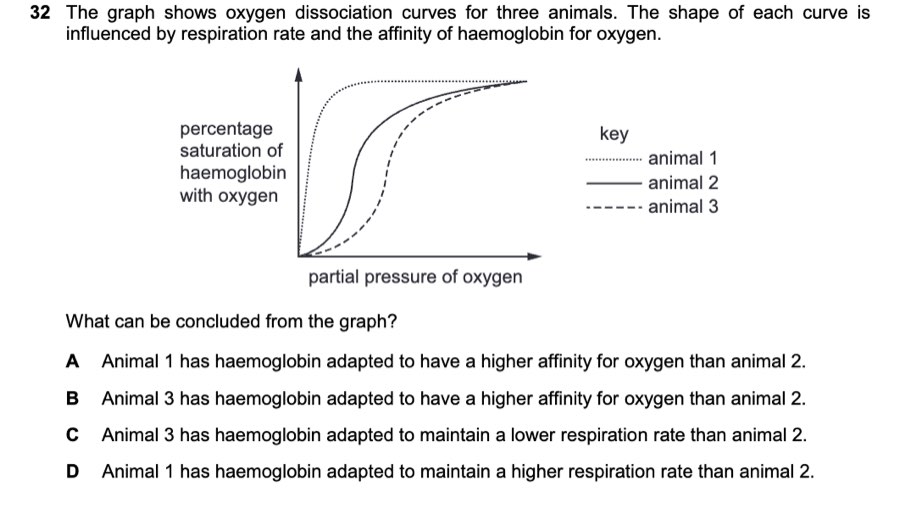 32 The graph shows oxygen dissociation curves for three animals. The shape of each curve is
influenced by respiration rate and the affinity of haemoglobin for oxygen.
percentage
saturation of
haemoglobin
with oxygen
partial pressure of oxygen
key
animal 1
animal 2
animal 3
What can be concluded from the graph?
A Animal 1 has haemoglobin adapted to have a higher affinity for oxygen than animal 2.
B Animal 3 has haemoglobin adapted to have a higher affinity for oxygen than animal 2.
C Animal 3 has haemoglobin adapted to maintain a lower respiration rate than animal 2.
D Animal 1 has haemoglobin adapted to maintain a higher respiration rate than animal 2.